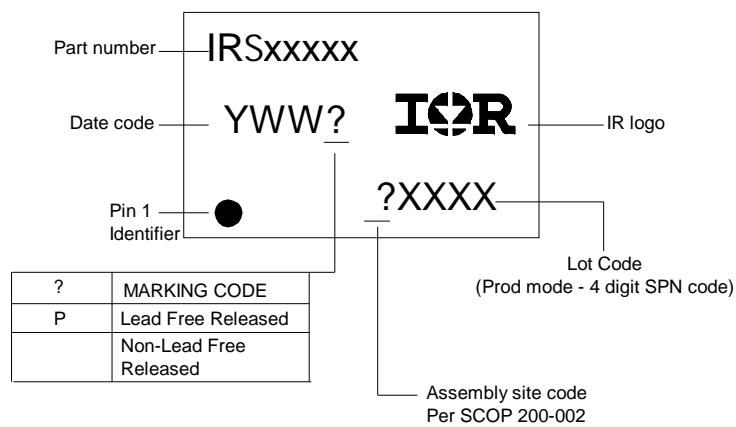 Part number
IRSxxxxx
Date code
YWW?
IOR
IR logo
?XXXX
Pin 1
Identifier
Lot Code
(Prod mode - 4 digit SPN code)
? MARKING CODE
P Lead Free Released
Non-Lead Free
Released
Assembly site code
Per SCOP 200-002